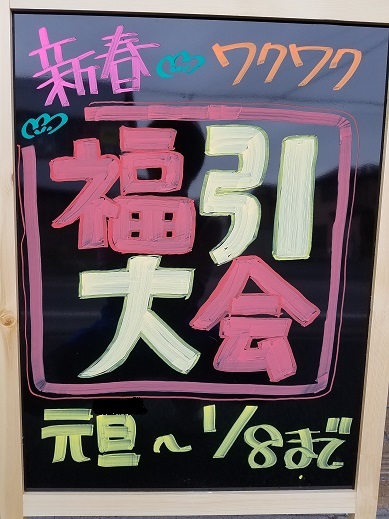 新春 ワクワク
福引
大会
元旦～1/8まで